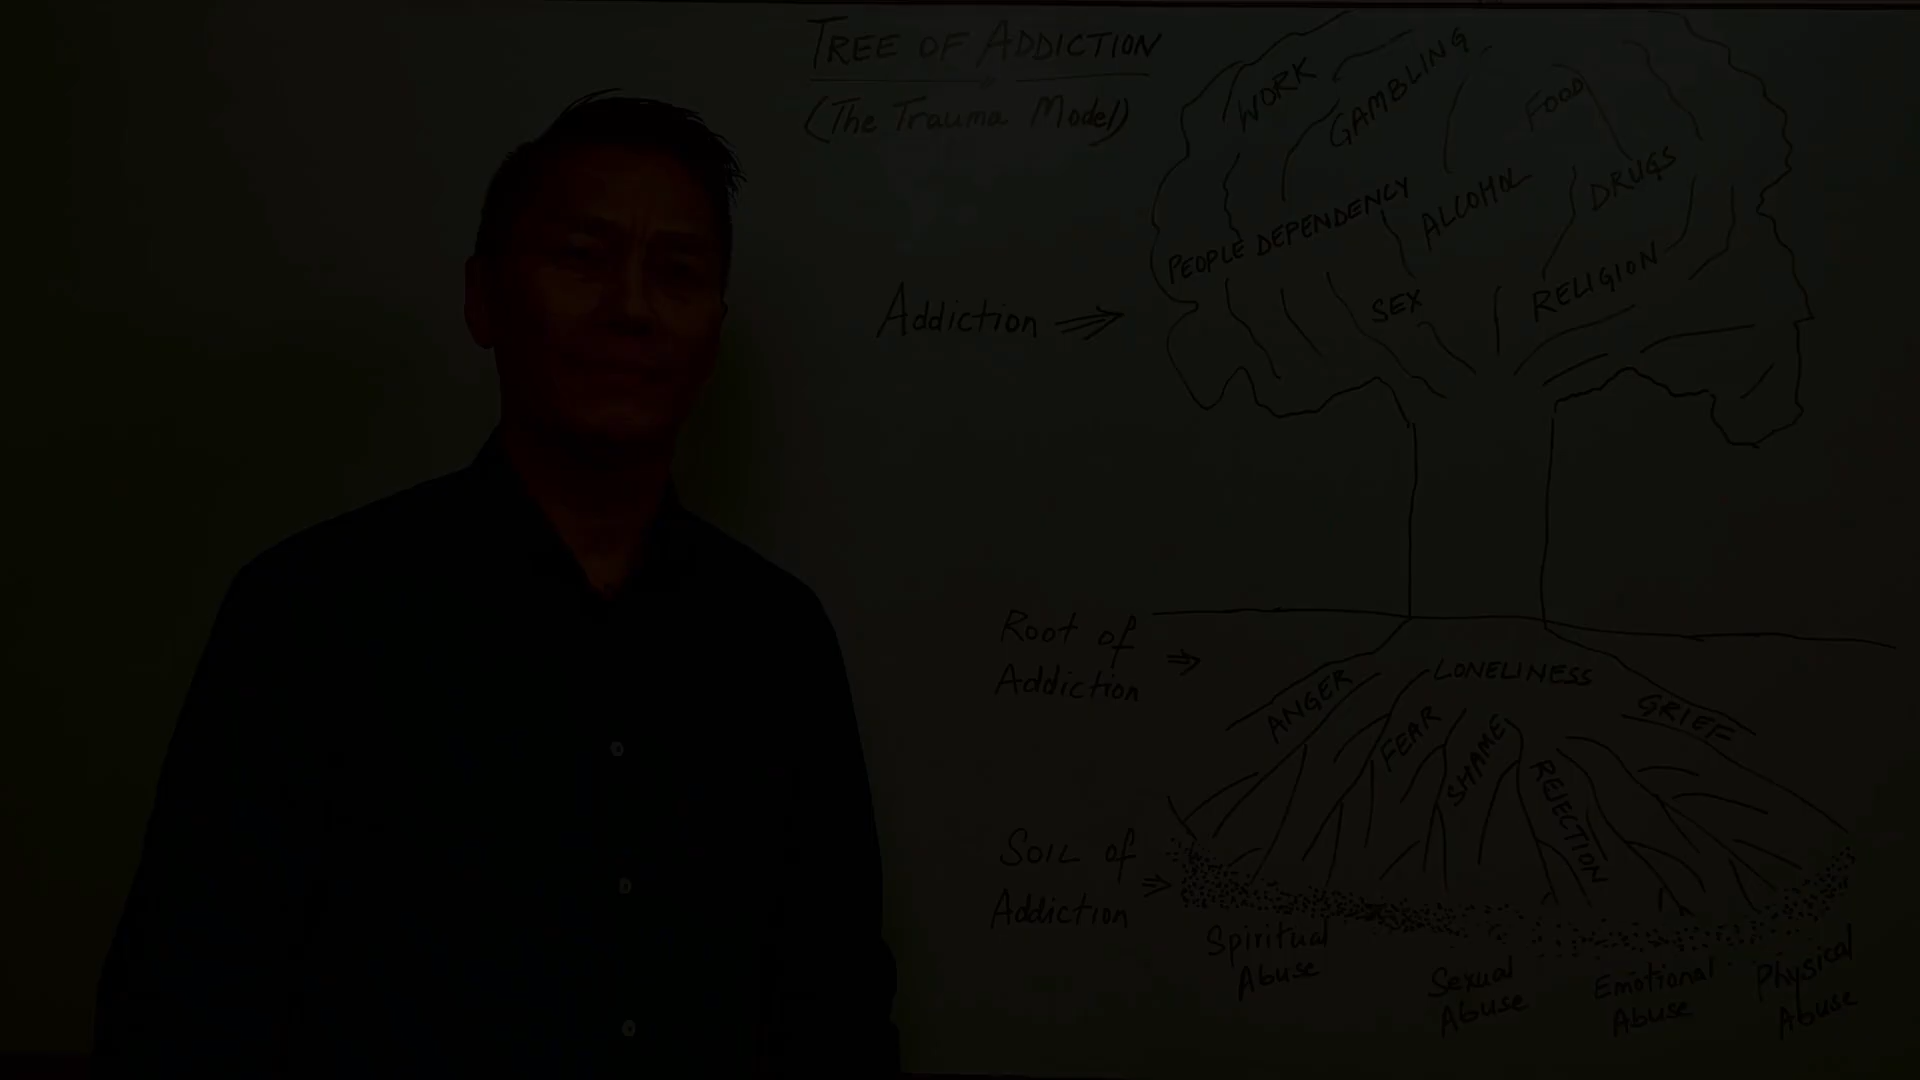 TREE OF ADDICTION
(The Trauma Model)
WORK
GAMBLING
FOOD
PEOPLE DEPENDENCY
ALCOHOL
DRUGS
SEX
RELIGION
Addiction
Root of
Addiction
ANGER
LONELINESS
GRIEF
FEAR
SHAME
REJECTION
SOIL of
Addiction
Spiritual
Abuse
Sexual
Abuse
Emotional
Abuse
Physical
Abuse